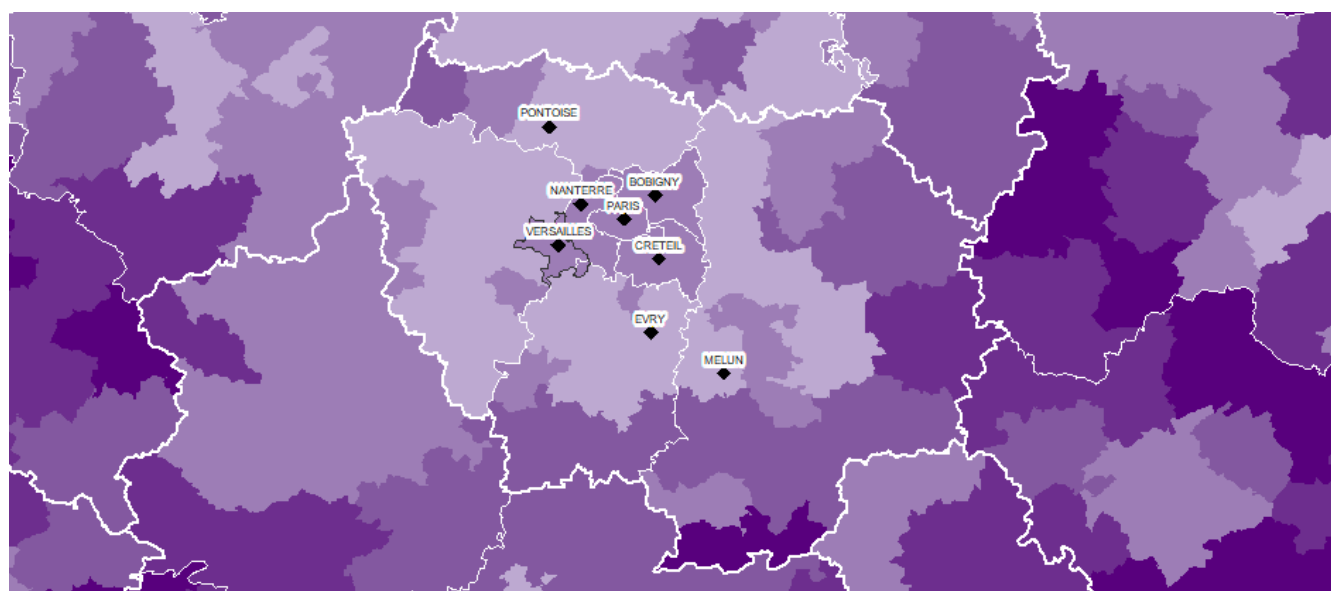 PONTOISE
BOBIGNY
NANTERRE
PARIS
VERSAILLES
CRETEIL
EVRY
MELUN